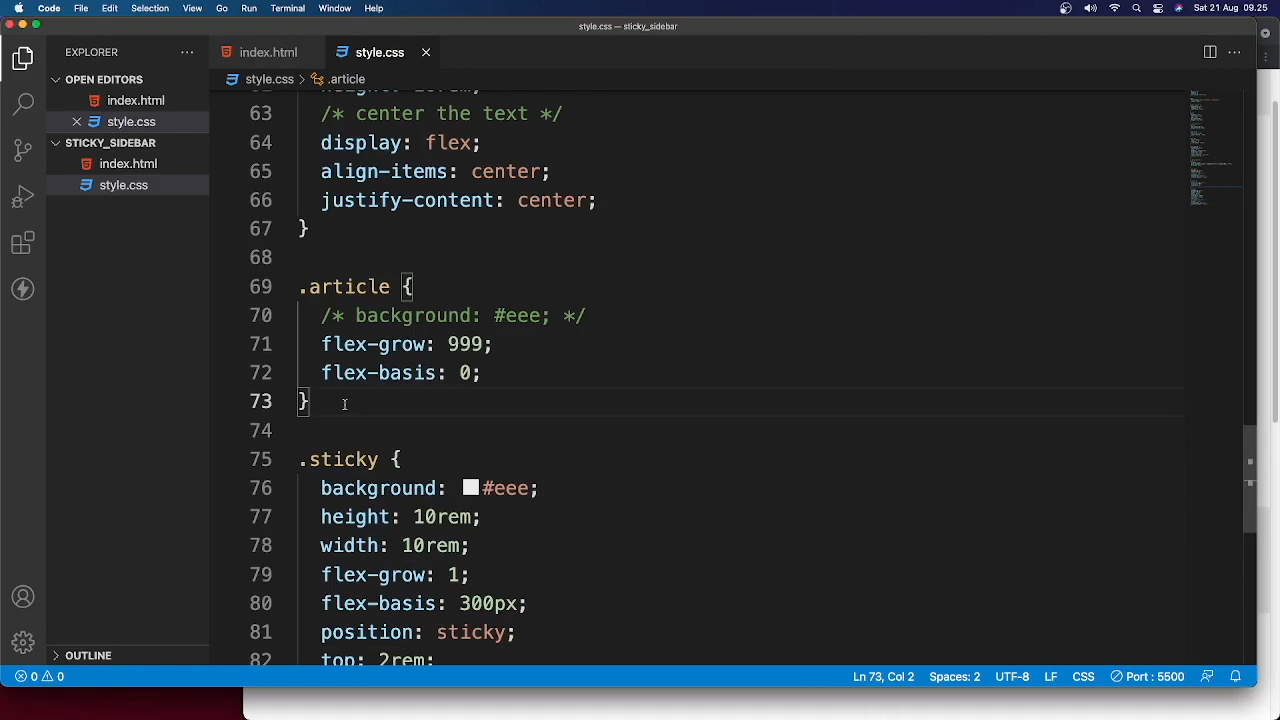 Code File Edit Selection View Go Run Terminal Window Help Sat 21 Aug 09.25
style.css — sticky_sidebar
EXPLORER
index.html
style.css
OPEN EDITORS
style.css > .article
index.html
style.css
STICKY_SIDEBAR
index.html
style.css
63 /* center the text */
64 display: flex;
65 align-items: center;
66 justify-content: center;
67 }
68
69 .article {
70 /* background: #eee; */
71 flex-grow: 999;
72 flex-basis: 0;
73 }
74
75 .sticky {
76 background: #eee;
77 height: 10rem;
78 width: 10rem;
79 flex-grow: 1;
80 flex-basis: 300px;
81 position: sticky;
82 top: 2rem;
OUTLINE
0 0 Ln 73, Col 2 Spaces: 2 UTF-8 LF CSS Port : 5500